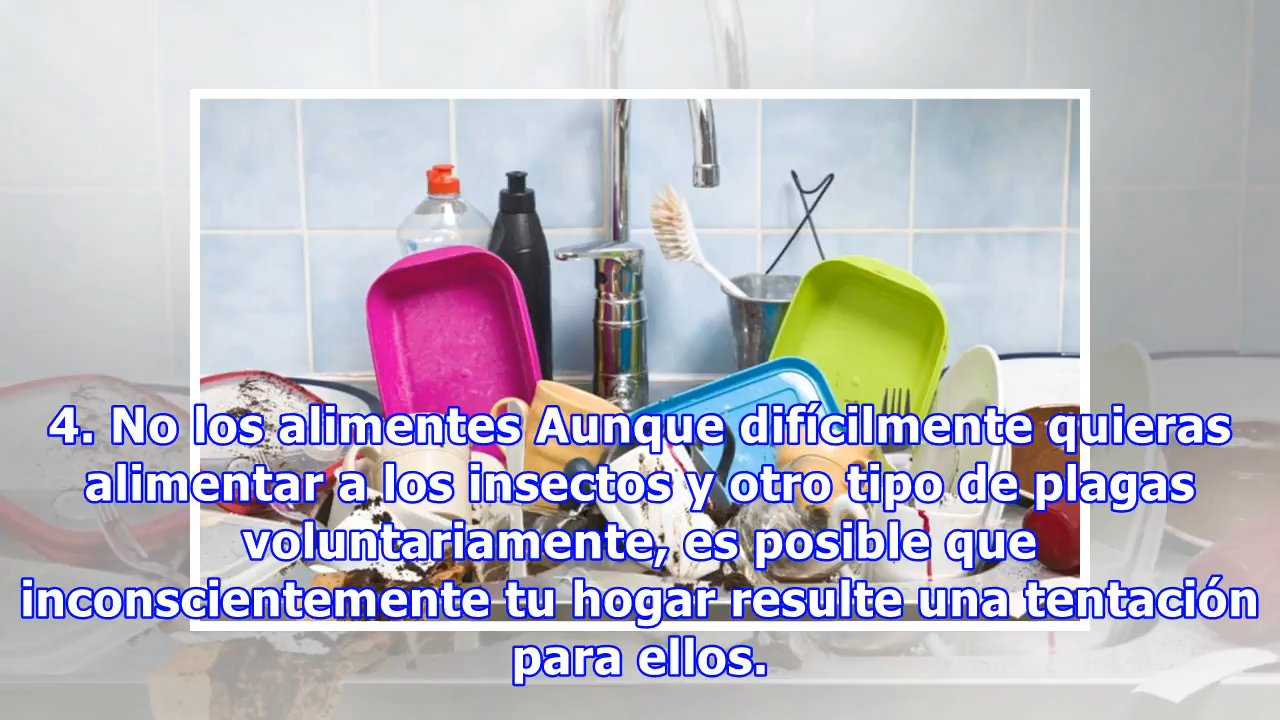 4. No los alimentes Aunque difícilmente quieras
alimentar a los insectos y otro tipo de plagas
voluntariamente, es posible que
inconscientemente tu hogar resulte una tentación
para ellos.